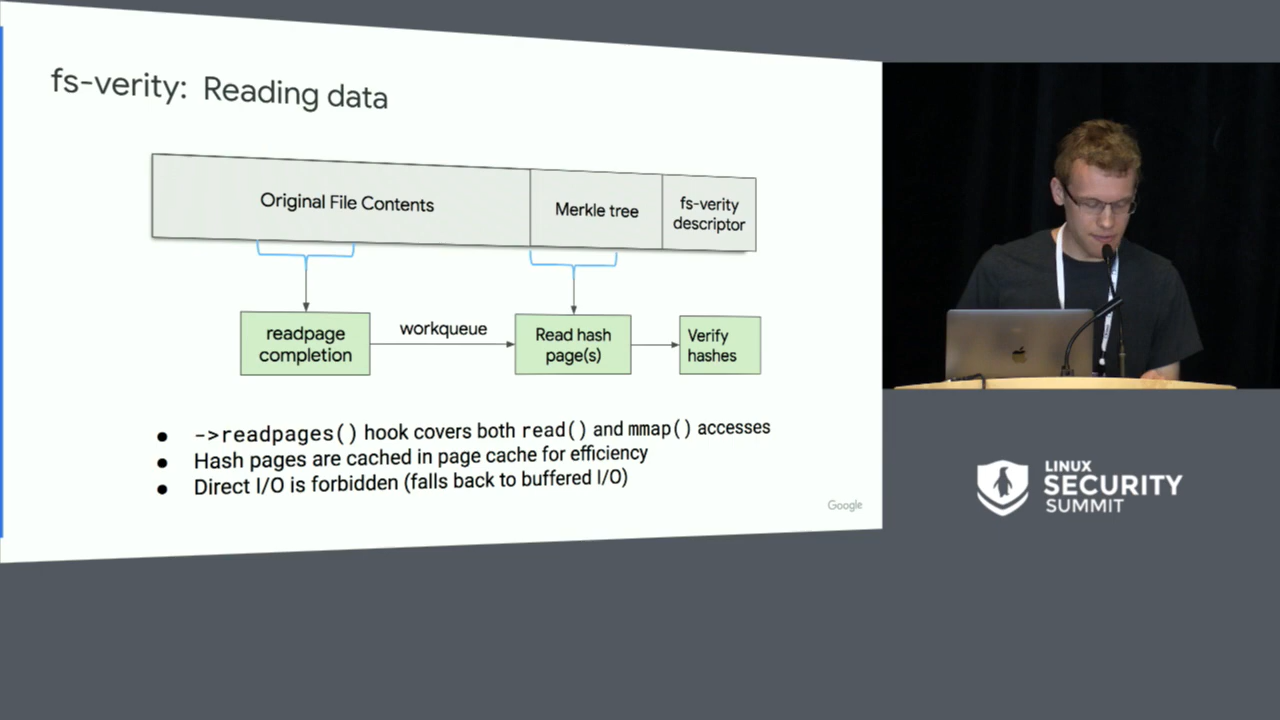 fs-verity: Reading data
Original File Contents
Merkle tree
fs-verity
descriptor
readpage
completion
workqueue
Read hash
page(s)
Verify
hashes
● ->readpages() hook covers both read() and mmap() accesses
● Hash pages are cached in page cache for efficiency
● Direct I/O is forbidden (falls back to buffered I/O)
Google
LINUX
SECURITY
SUMMIT